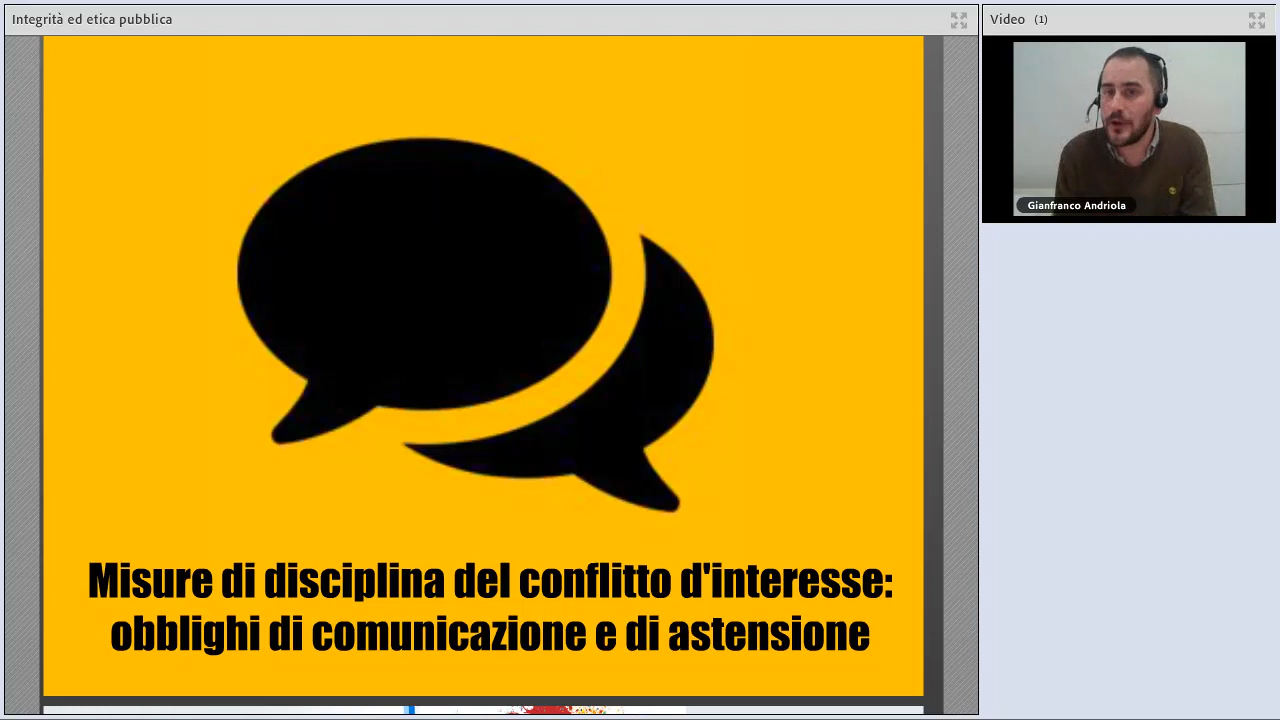 Integrità ed etica pubblica
Video (1)
Gianfranco Andriola
Misure di disciplina del conflitto d'interesse:
obblighi di comunicazione e di astensione